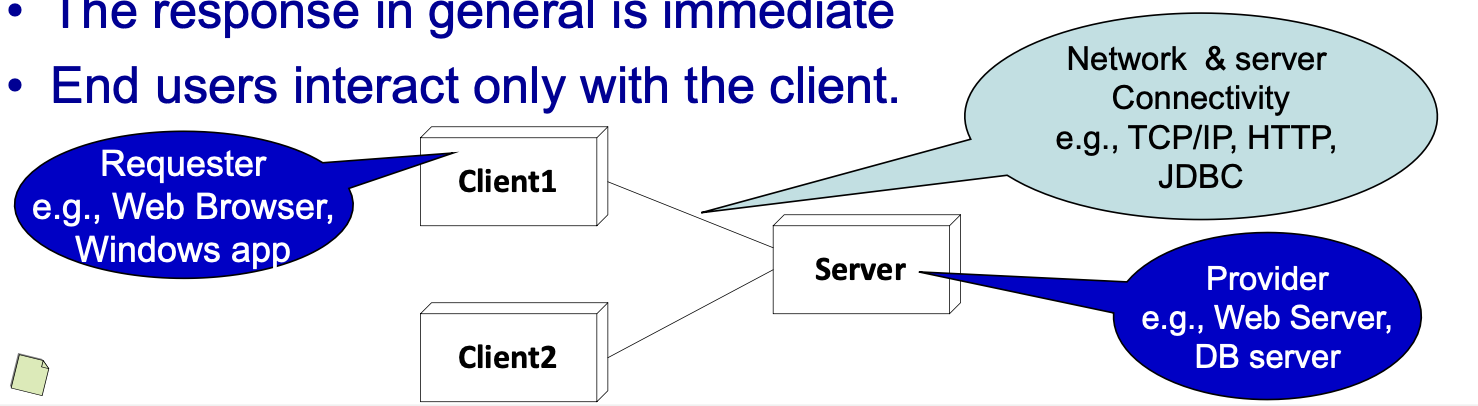 • The response in general is immediate
• End users interact only with the client.
Network & server
Connectivity
e.g., TCP/IP, HTTP,
JDBC
Requester
e.g., Web Browser,
Windows app
Client1
Server
Provider
e.g., Web Server,
DB server
Client2